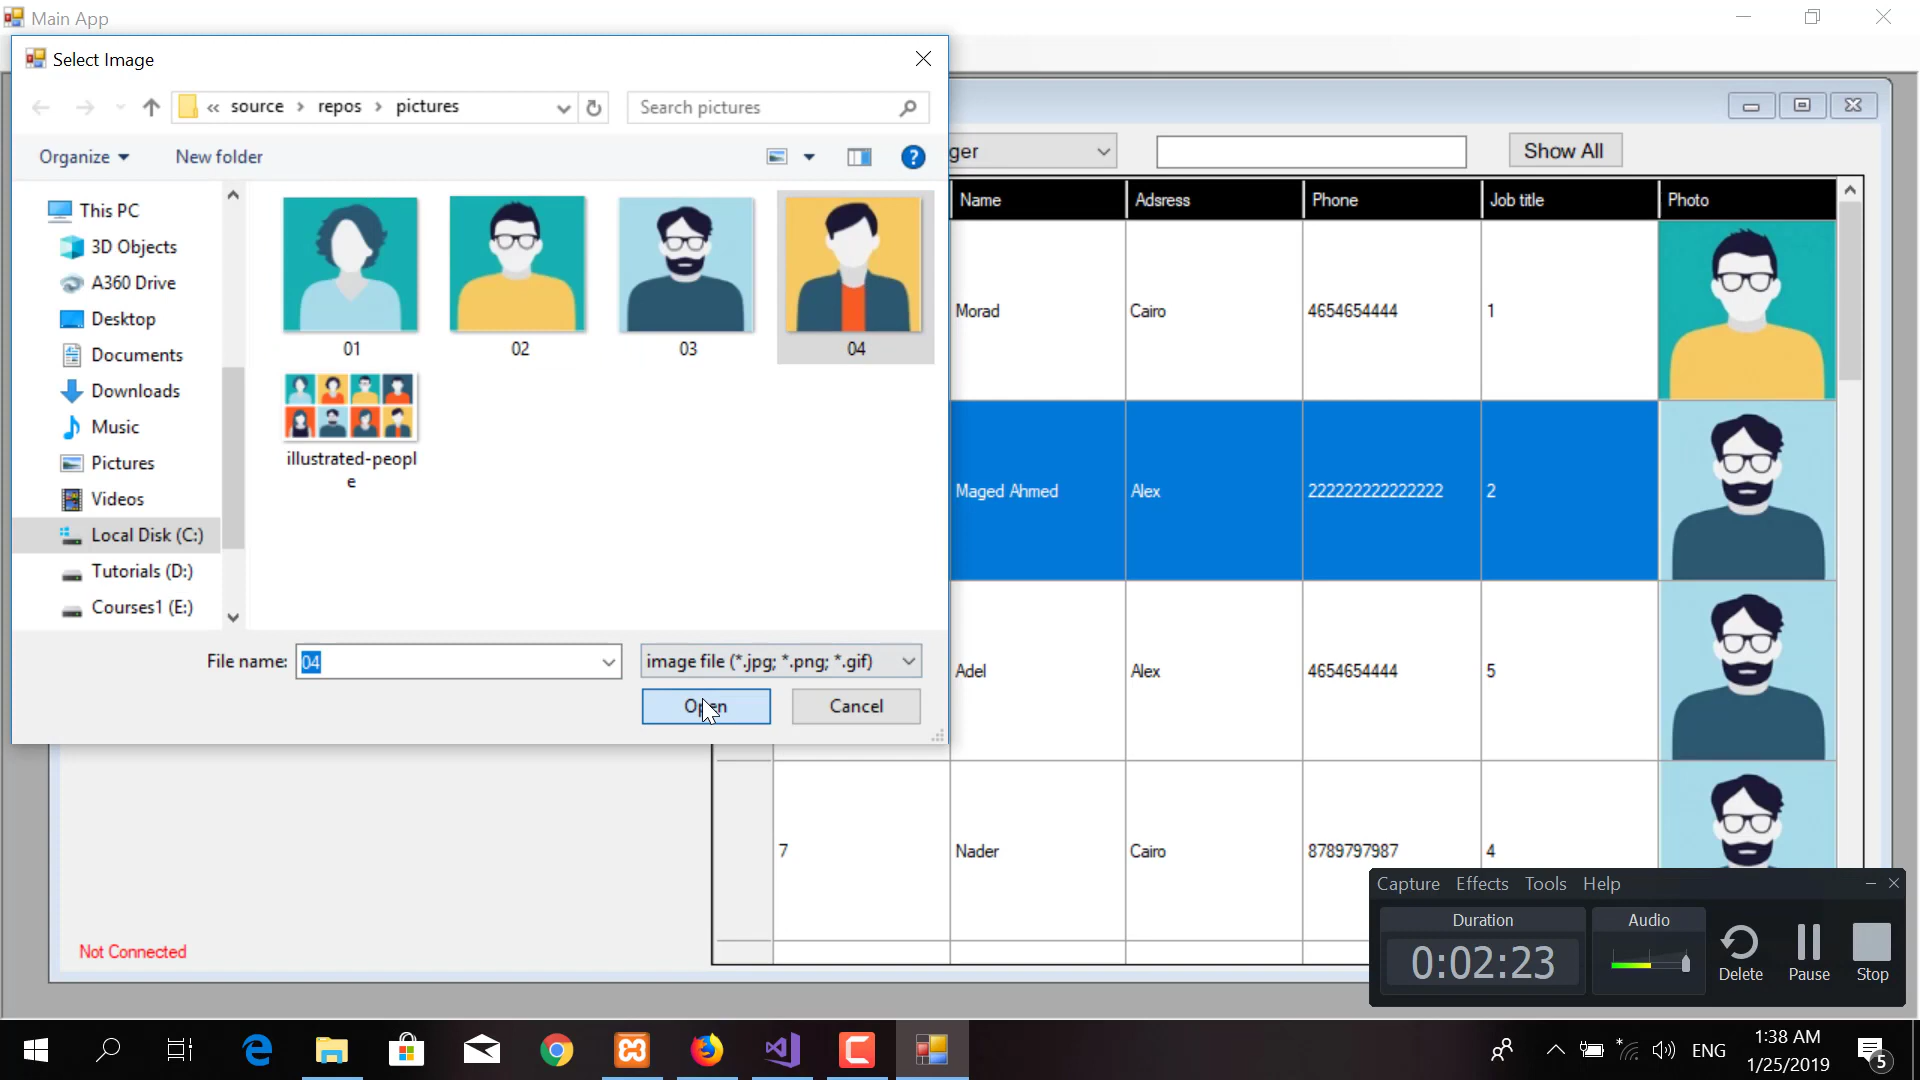 Main App
Select Image
« source › repos › pictures
Search pictures
Organize
New folder
This PC
3D Objects
A360 Drive
Desktop
Documents
Downloads
Music
Pictures
Videos
Local Disk (C:)
Tutorials (D:)
Courses1 (E:)
01
02
03
04
illustrated-peopl
e
File name:
04
image file (*.jpg; *.png; *.gif)
Open
Cancel
ger
Show All
Name
Adsress
Phone
Job title
Photo
Morad
Cairo
4654654444
1
Maged Ahmed
Alex
222222222222222
2
Adel
Alex
4654654444
5
7
Nader
Cairo
8789797987
4
Not Connected
Capture
Effects
Tools
Help
Duration
0:02:23
Audio
Delete
Pause
Stop
ENG
1:38 AM
1/25/2019
5